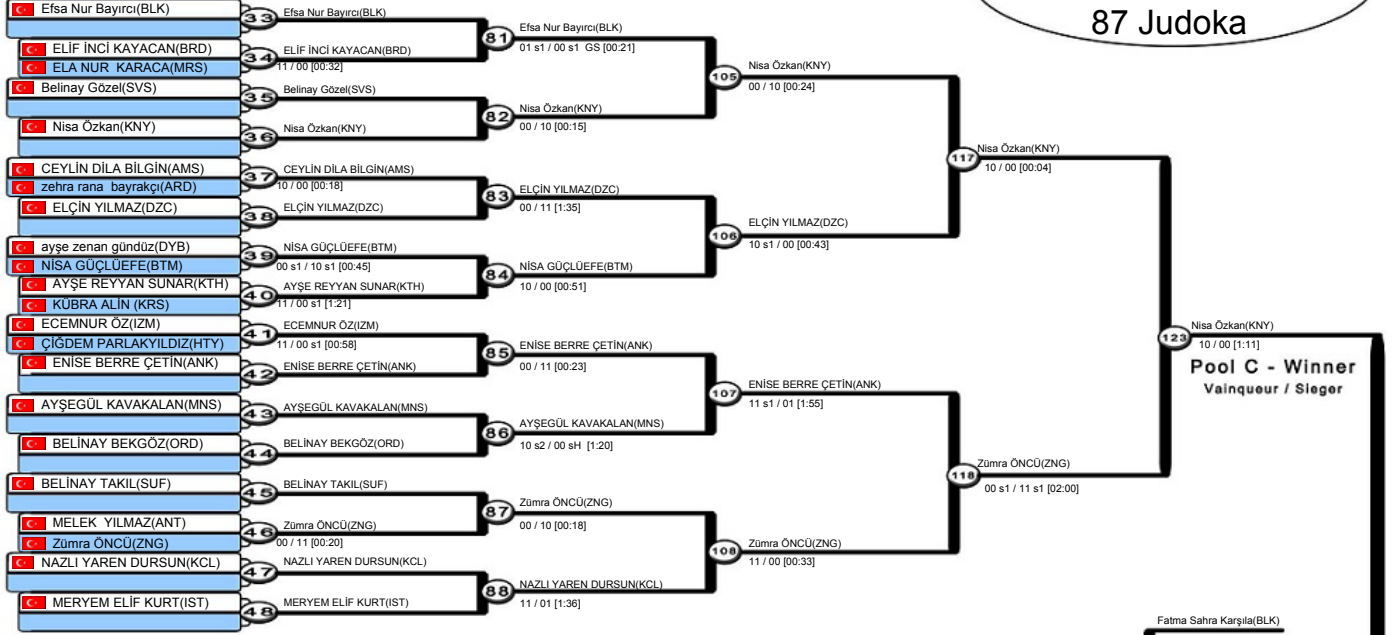 87 Judoka
Efsa Nur Bayırcı(BLK)
ELİF İNCİ KAYACAN(BRD)
ELA NUR KARACA(MRS)
Belinay Gözel(SVS)
Nisa Özkan(KNY)
CEYLİN DİLA BİLGİN(AMS)
zehra rana bayrakçı(ARD)
ELÇİN YILMAZ(DZC)
ayşe zenan gündüz(DYB)
NİSA GÜÇLÜEFE(BTM)
AYŞE REYYAN SUNAR(KTH)
KÜBRA ALİN (KRS)
ECEMNUR ÖZ(IZM)
ÇİĞDEM PARLAKYILDIZ(HTY)
ENİSE BERRE ÇETİN(ANK)
AYŞEGÜL KAVAKALAN(MNS)
BELİNAY BEKGÖZ(ORD)
BELİNAY TAKIL(SUF)
MELEK YILMAZ(ANT)
Zümra ÖNCÜ(ZNG)
NAZLI YAREN DURSUN(KCL)
MERYEM ELİF KURT(IST)
33 Efsa Nur Bayırcı(BLK)
34 ELİF İNCİ KAYACAN(BRD)
11 / 00 [00:32]
35 Belinay Gözel(SVS)
36 Nisa Özkan(KNY)
37 CEYLİN DİLA BİLGİN(AMS)
10 / 00 [00:18]
38 ELÇİN YILMAZ(DZC)
39 NİSA GÜÇLÜEFE(BTM)
00 s1 / 10 s1 [00:45]
40 AYŞE REYYAN SUNAR(KTH)
11 / 00 s1 [1:21]
41 ECEMNUR ÖZ(IZM)
11 / 00 s1 [00:58]
42 ENİSE BERRE ÇETİN(ANK)
43 AYŞEGÜL KAVAKALAN(MNS)
44 BELİNAY BEKGÖZ(ORD)
45 BELİNAY TAKIL(SUF)
46 Zümra ÖNCÜ(ZNG)
00 / 11 [00:20]
47 NAZLI YAREN DURSUN(KCL)
48 MERYEM ELİF KURT(IST)
81 Efsa Nur Bayırcı(BLK)
01 s1 / 00 s1 GS [00:21]
82 Nisa Özkan(KNY)
00 / 10 [00:15]
83 ELÇİN YILMAZ(DZC)
00 / 11 [1:35]
84 NİSA GÜÇLÜEFE(BTM)
10 / 00 [00:51]
85 ENİSE BERRE ÇETİN(ANK)
00 / 11 [00:23]
86 AYŞEGÜL KAVAKALAN(MNS)
10 s2 / 00 sH [1:20]
87 Zümra ÖNCÜ(ZNG)
00 / 10 [00:18]
88 NAZLI YAREN DURSUN(KCL)
11 / 01 [1:36]
105 Nisa Özkan(KNY)
00 / 10 [00:24]
106 ELÇİN YILMAZ(DZC)
10 s1 / 00 [00:43]
107 ENİSE BERRE ÇETİN(ANK)
11 s1 / 01 [1:55]
108 Zümra ÖNCÜ(ZNG)
11 / 00 [00:33]
117 Nisa Özkan(KNY)
10 / 00 [00:04]
118 Zümra ÖNCÜ(ZNG)
00 s1 / 11 s1 [02:00]
123 Nisa Özkan(KNY)
10 / 00 [1:11]
Pool C - Winner
Vainqueur / Sieger
Fatma Sahra Karşıla(BLK)